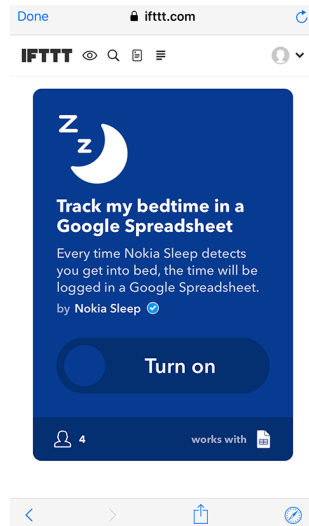 Done ifttt.com
IFTTT
Z
z
Track my bedtime in a
Google Spreadsheet
Every time Nokia Sleep detects
you get into bed, the time will be
logged in a Google Spreadsheet.
by Nokia Sleep
Turn on
4 works with